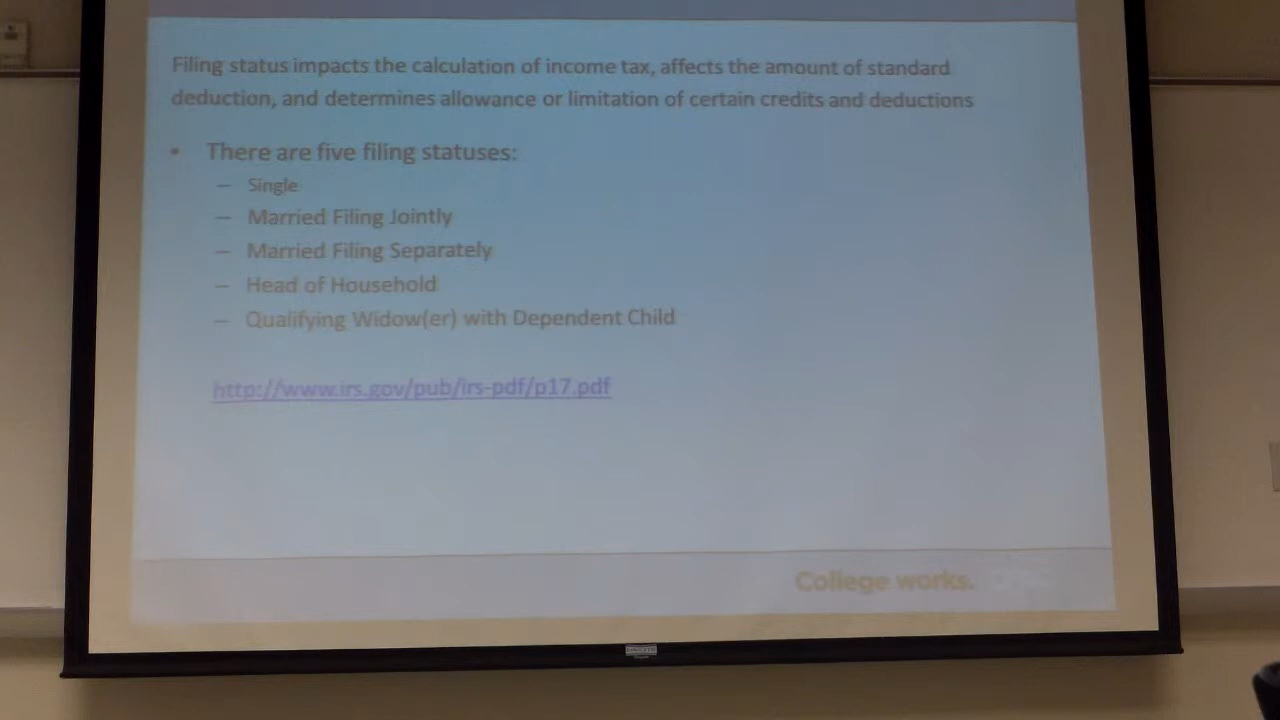 Filing status impacts the calculation of income tax, affects the amount of standard
deduction, and determines allowance or limitation of certain credits and deductions
• There are five filing statuses:
– Single
– Married Filing Jointly
– Married Filing Separately
– Head of Household
– Qualifying Widow(er) with Dependent Child
http://www.irs.gov/pub/irs-pdf/p17.pdf
College works.